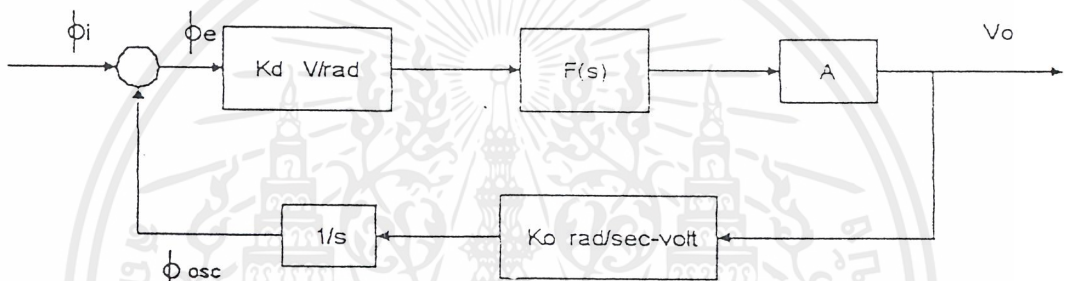 ϕi
ϕe
Vo
Kd V/rad
F(s)
A
1/s
Ko rad/sec-volt
ϕ osc